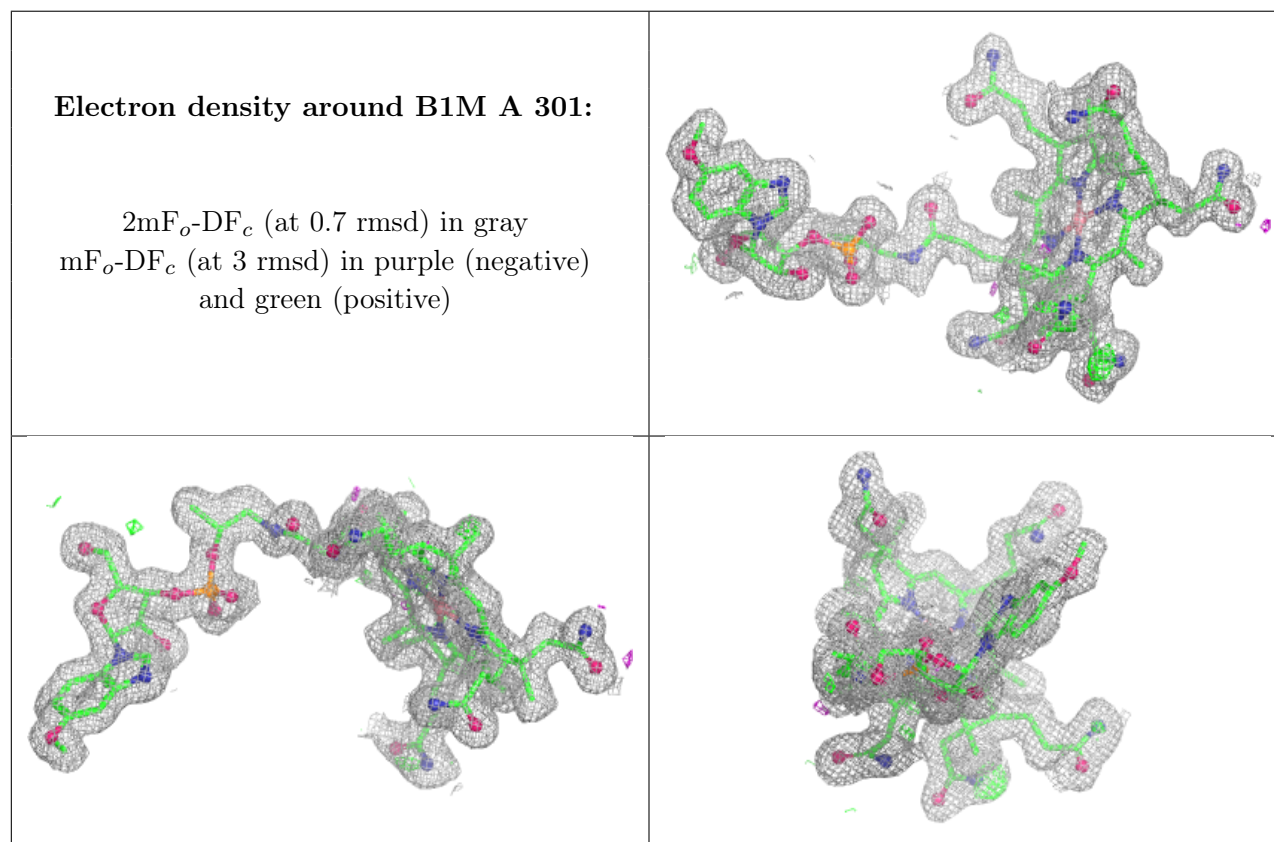 Electron density around B1M A 301:
2mFo-DFc (at 0.7 rmsd) in gray
mFo-DFc (at 3 rmsd) in purple (negative)
and green (positive)